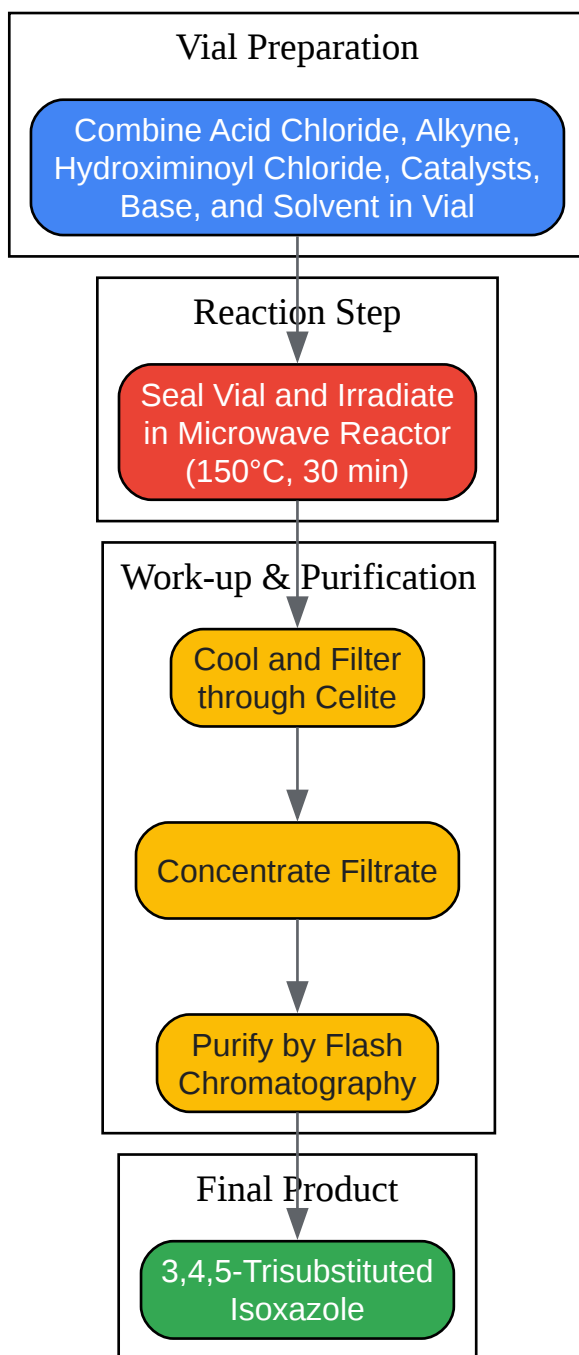 Vial Preparation
Combine Acid Chloride, Alkyne,
Hydroximinoyl Chloride, Catalysts,
Base, and Solvent in Vial
Reaction Step
Seal Vial and Irradiate
in Microwave Reactor
(150°C, 30 min)
Work-up & Purification
Cool and Filter
through Celite
Concentrate Filtrate
Purify by Flash
Chromatography
Final Product
3,4,5-Trisubstituted
Isoxazole